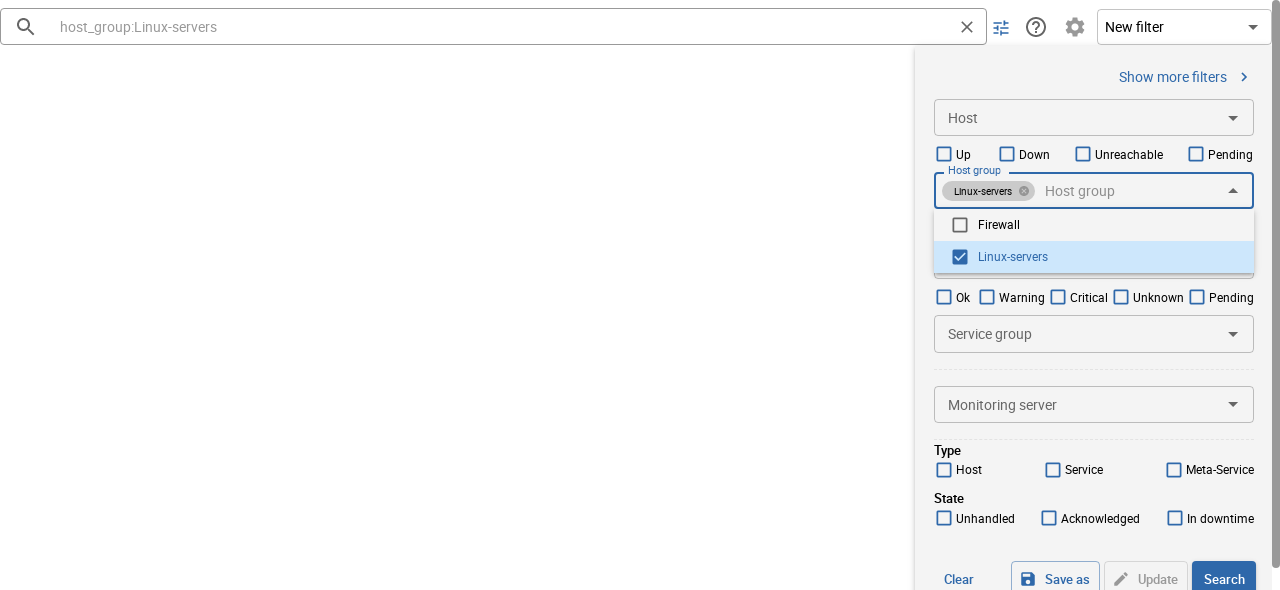 host_group:Linux-servers
New filter
Show more filters
Host
Up Down Unreachable Pending
Host group
Linux-servers Host group
Firewall
Linux-servers
Ok Warning Critical Unknown Pending
Service group
Monitoring server
Type
Host Service Meta-Service
State
Unhandled Acknowledged In downtime
Clear Save as Update Search